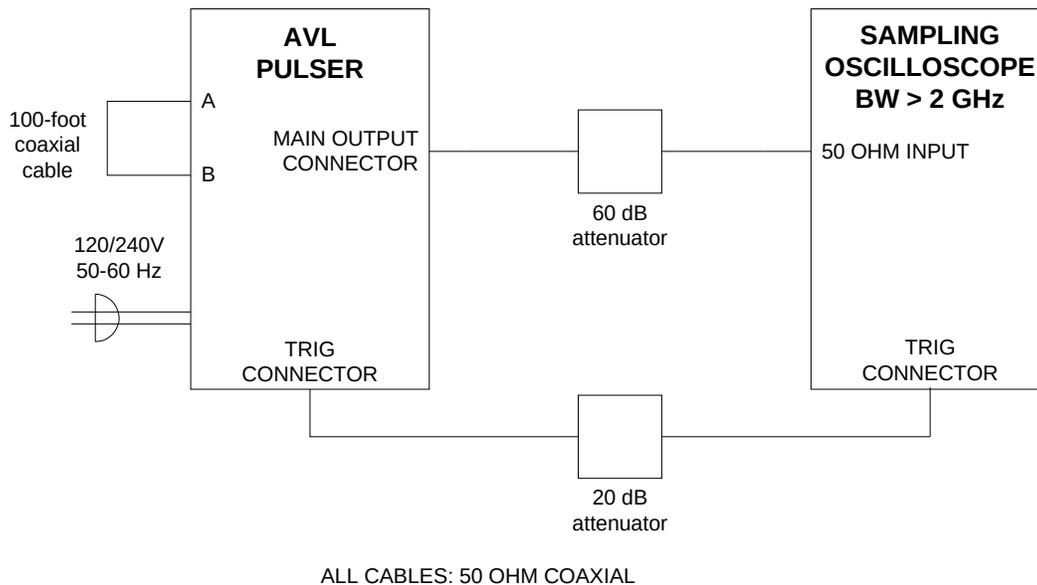 AVL
PULSER
SAMPLING
OSCILLOSCOPE
BW > 2 GHz
100-foot
coaxial
cable
A
B
MAIN OUTPUT
CONNECTOR
50 OHM INPUT
60 dB
attenuator
120/240V
50-60 Hz
TRIG
CONNECTOR
TRIG
CONNECTOR
20 dB
attenuator
ALL CABLES: 50 OHM COAXIAL